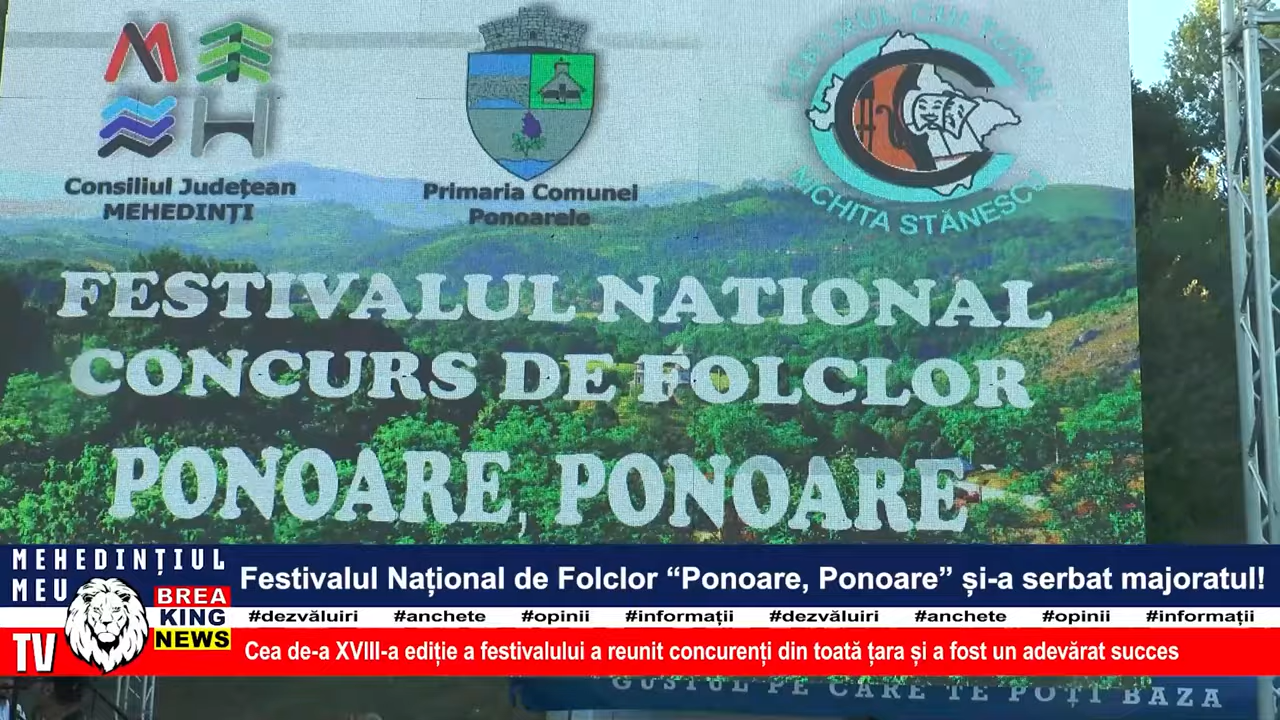 Consiliul Județean
MEHEDINȚI
Primaria Comunei
Ponoarele
CENTRUL CULTURAL
NICHITA STĂNESCU
FESTIVALUL NATIONAL
CONCURS DE FOLCLOR
PONOARE, PONOARE
MEHEDINȚIUL
MEU
TV
BREA
KING
NEWS
Festivalul Național de Folclor “Ponoare, Ponoare” și-a serbat majoratul!
#dezvăluiri #anchete #opinii #informații #dezvăluiri #anchete #opinii #informații
Cea de-a XVIII-a ediție a festivalului a reunit concurenți din toată țara și a fost un adevărat succes
GUSTUL PE CARE TE POȚI BAZA